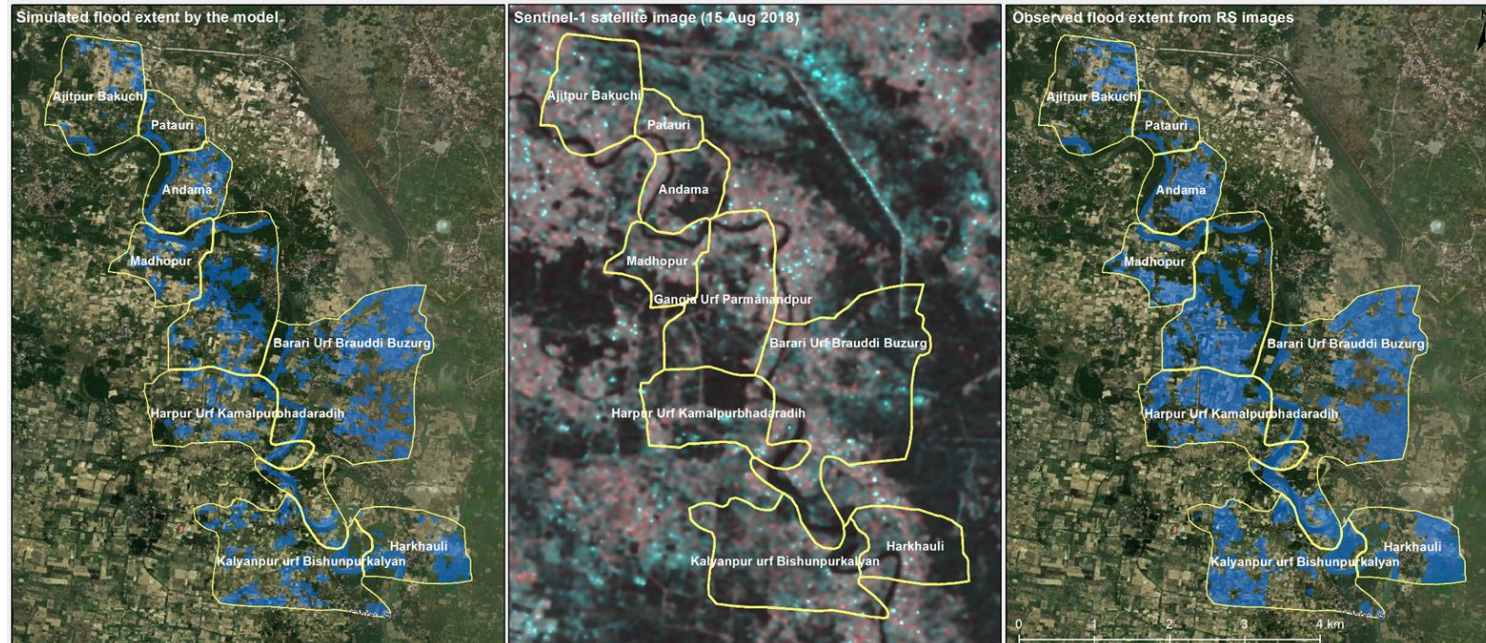 Simulated flood extent by the model
Ajitpur Bakuchi
Patauri
Andama
Madhopur
Barari Urf Brauddi Buzurg
Harpur Urf Kamalpurbhadaradih
Harkhauli
Kalyanpur urf Bishunpurkalyan
Sentinel-1 satellite image (15 Aug 2018)
Ajitpur Bakuchi
Patauri
Andama
Madhopur
Gangia Urf Parmanandpur
Barari Urf Brauddi Buzurg
Harpur Urf Kamalpurbhadaradih
Harkhauli
Kalyanpur urf Bishunpurkalyan
Observed flood extent from RS images
Ajitpur Bakuchi
Patauri
Andama
Madhopur
Barari Urf Brauddi Buzurg
Harpur Urf Kamalpurbhadaradih
Harkhauli
Kalyanpur urf Bishunpurkalyan
0 1 2 3 4 km